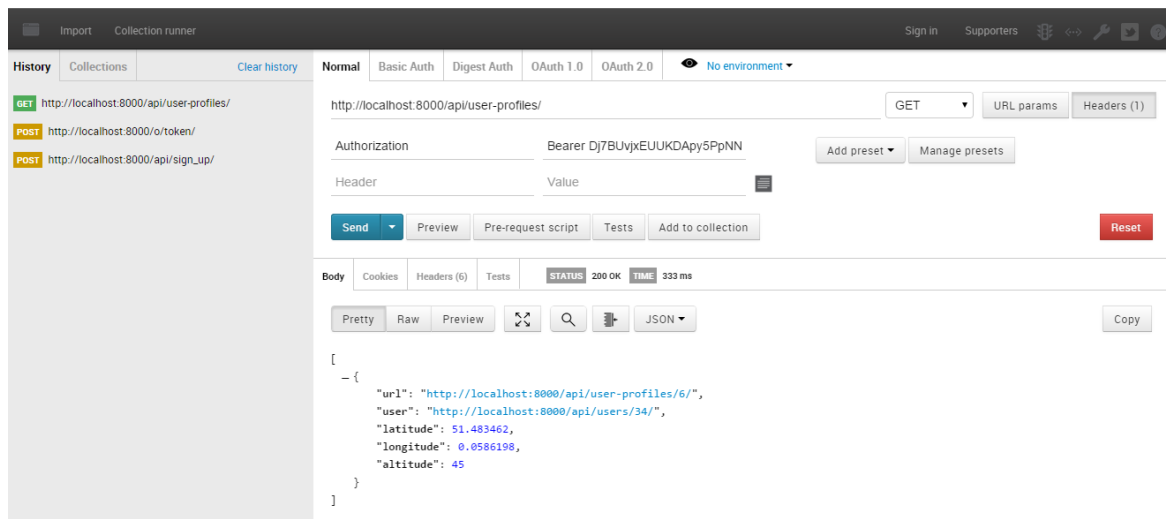 Import Collection runner Sign in Supporters
History Collections Clear history Normal Basic Auth Digest Auth OAuth 1.0 OAuth 2.0 No environment
GET http://localhost:8000/api/user-profiles/
POST http://localhost:8000/o/token/
POST http://localhost:8000/api/sign_up/
http://localhost:8000/api/user-profiles/ GET URL params Headers (1)
Authorization Bearer Dj7BUvjxEUUKDApy5PpNN Add preset Manage presets
Header Value
Send Preview Pre-request script Tests Add to collection Reset
Body Cookies Headers (6) Tests STATUS 200 OK TIME 333 ms
Pretty Raw Preview JSON Copy
[
– {
"url": "http://localhost:8000/api/user-profiles/6/",
"user": "http://localhost:8000/api/users/34/",
"latitude": 51.483462,
"longitude": 0.0586198,
"altitude": 45
}
]